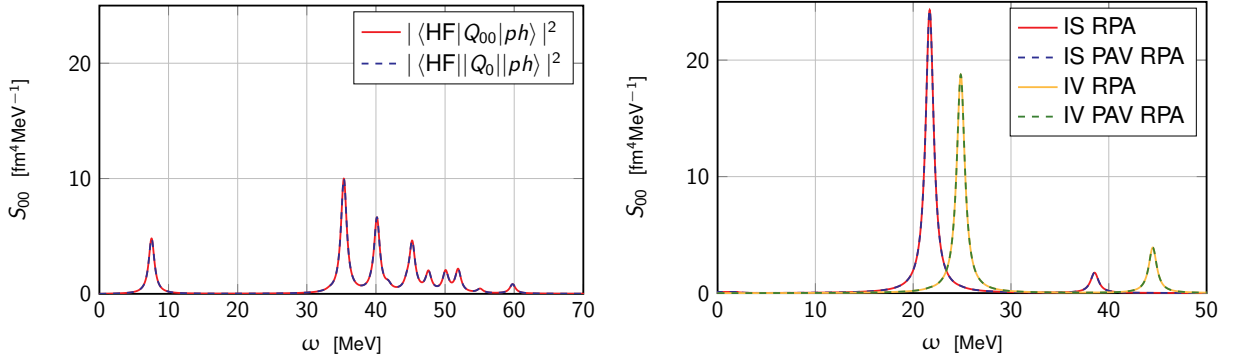 20
10
0
S₀₀ [fm⁴MeV⁻¹]
0 10 20 30 40 50 60 70
ω [MeV]
| ⟨HF|Q₀₀|ph⟩ |²
| ⟨HF||Q₀||ph⟩ |²
20
10
0
S₀₀ [fm⁴MeV⁻¹]
0 10 20 30 40 50
ω [MeV]
IS RPA
IS PAV RPA
IV RPA
IV PAV RPA